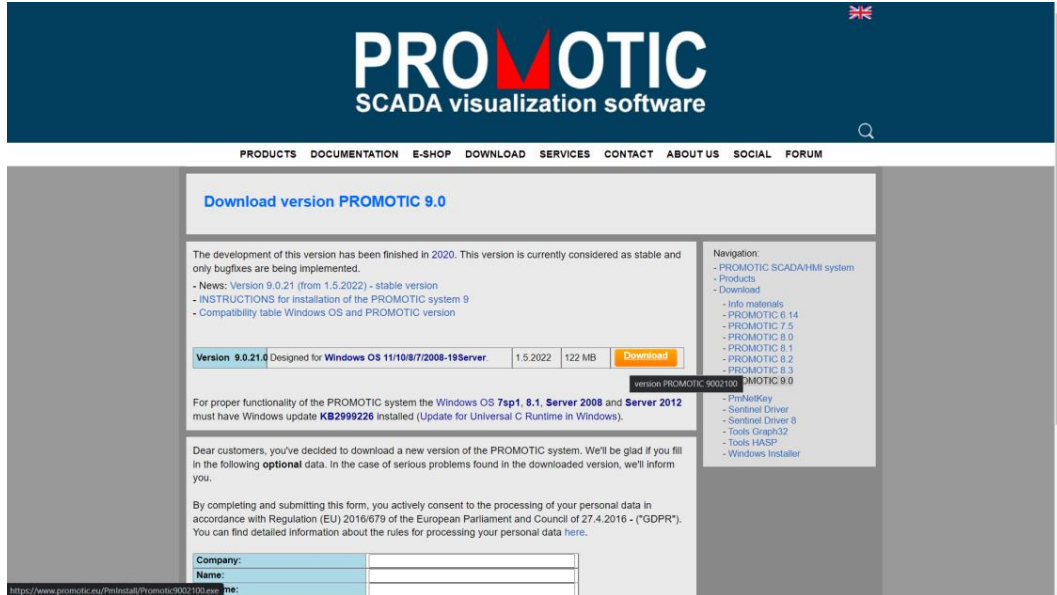 PROMOTIC
SCADA visualization software
PRODUCTS DOCUMENTATION E-SHOP DOWNLOAD SERVICES CONTACT ABOUT US SOCIAL FORUM
Download version PROMOTIC 9.0
The development of this version has been finished in 2020. This version is currently considered as stable and
only bugfixes are being implemented.
- News: Version 9.0.21 (from 1.5.2022) - stable version
- INSTRUCTIONS for installation of the PROMOTIC system 9
- Compatibility table Windows OS and PROMOTIC version
Version 9.0.21.0 Designed for Windows OS 11/10/8/7/2008-19Server. 1.5.2022 122 MB Download
version PROMOTIC 9002100
For proper functionality of the PROMOTIC system the Windows OS 7sp1, 8.1, Server 2008 and Server 2012
must have Windows update KB2999226 installed (Update for Universal C Runtime in Windows).
Dear customers, you've decided to download a new version of the PROMOTIC system. We'll be glad if you fill
in the following optional data. In the case of serious problems found in the downloaded version, we'll inform
you.
By completing and submitting this form, you actively consent to the processing of your personal data in
accordance with Regulation (EU) 2016/679 of the European Parliament and Council of 27.4.2016 - ("GDPR").
You can find detailed information about the rules for processing your personal data here.
Company:
Name:
me:
Navigation:
- PROMOTIC SCADA/HMI system
- Products
- Download
- Info materials
- PROMOTIC 6.14
- PROMOTIC 7.5
- PROMOTIC 8.0
- PROMOTIC 8.1
- PROMOTIC 8.2
- PROMOTIC 8.3
OMOTIC 9.0
- PmNetKey
- Sentinel Driver
- Sentinel Driver 8
- Tools Graph32
- Tools HASP
- Windows Installer
https://www.promotic.eu/PmInstall/Promotic9002100.exe